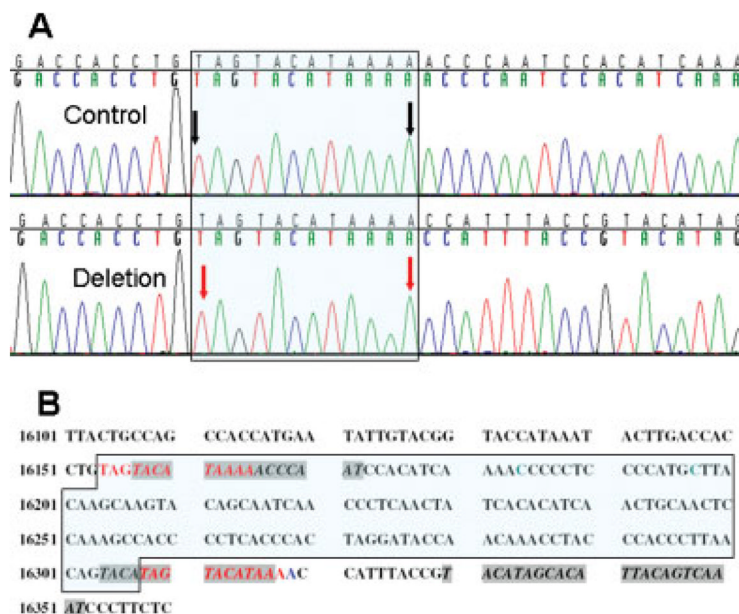 A
G A C C A C C T G T A G T A C A T A A A A A C C C A A T C C A C A T C A A A
G A C C A C C T G T A G T A C A T A A A A A C C C A A T C C A C A T C A A A
Control
G A C C A C C T G T A G T A C A T A A A A C C A T T T A C C G T A C A T A G
G A C C A C C T G T A G T A C A T A A A A C C A T T T A C C G T A C A T A G
Deletion
B
16101 TTACTGCCAG CCACCATGAA TATTGTACGG TACCATAAAT ACTTGACCAC
16151 CTGTAGTACA TAAAAACCCA ATCCACATCA AAACCCCCTC CCCATGCTTA
16201 CAAGCAAGTA CAGCAATCAA CCCTCAACTA TCACACATCA ACTGCAACTC
16251 CAAAGCCACC CCTCACCCAC TAGGATACCA ACAAACCTAC CCACCCTTAA
16301 CAGTACATAG TACATAAAAC CATTTACCGT ACATAGCACA TTACAGTCAA
16351 ATCCCTTCTC